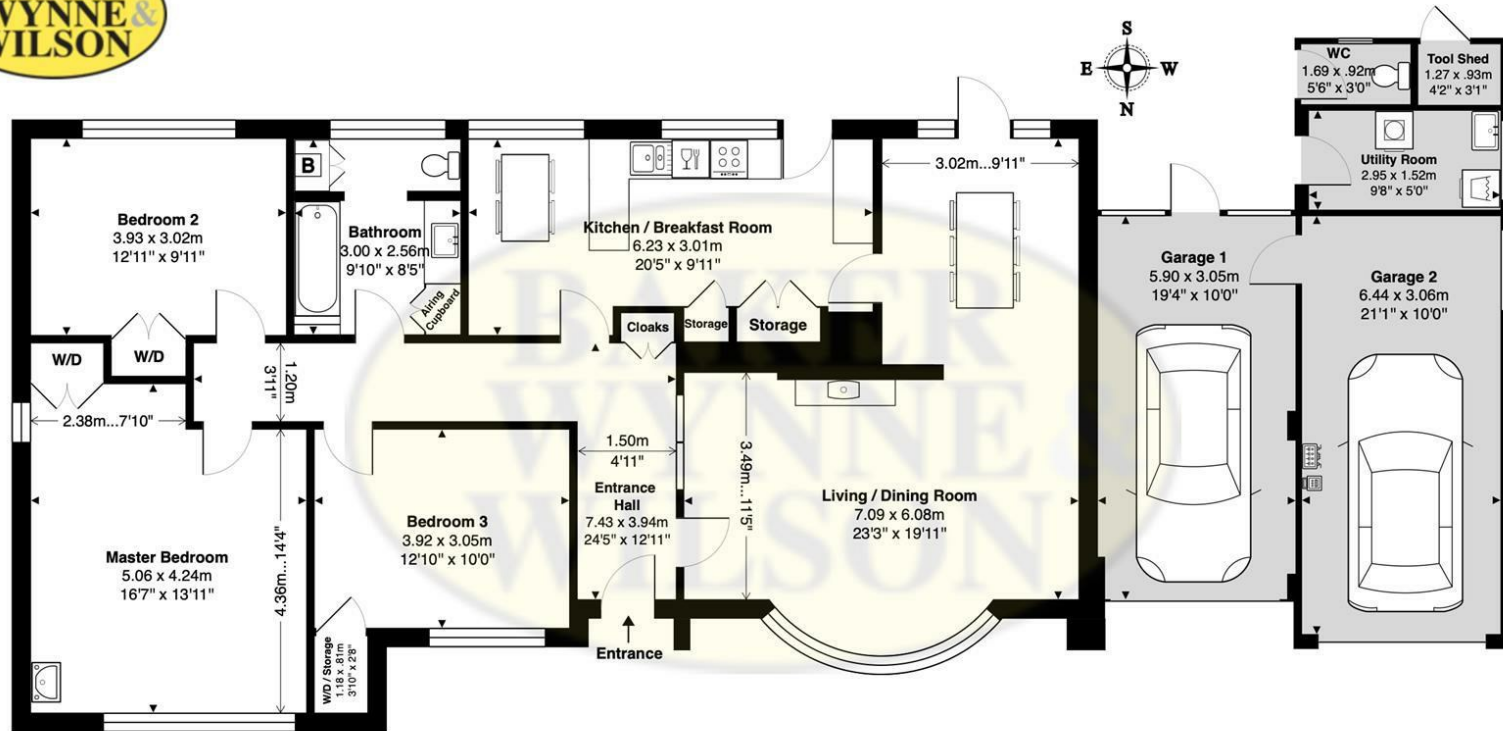 WYNNE &
WILSON
S
E W
N
WC
1.69 x .92m
5'6" x 3'0"
Tool Shed
1.27 x .93m
4'2" x 3'1"
Utility Room
2.95 x 1.52m
9'8" x 5'0"
B
Bedroom 2
3.93 x 3.02m
12'11" x 9'11"
Bathroom
3.00 x 2.56m
9'10" x 8'5"
Airing
Cupboard
Kitchen / Breakfast Room
6.23 x 3.01m
20'5" x 9'11"
3.02m...9'11"
Garage 1
5.90 x 3.05m
19'4" x 10'0"
Garage 2
6.44 x 3.06m
21'1" x 10'0"
Cloaks
Storage
Storage
W/D
W/D
1.20m
3'11"
2.38m...7'10"
1.50m
4'11"
3.49m...11'5"
Entrance
Hall
7.43 x 3.94m
24'5" x 12'11"
Living / Dining Room
7.09 x 6.08m
23'3" x 19'11"
Bedroom 3
3.92 x 3.05m
12'10" x 10'0"
Master Bedroom
5.06 x 4.24m
16'7" x 13'11"
4.36m...14'4"
W/D / Storage
1.18 x .81m
3'10" x 2'8"
Entrance
BAKER
WYNNE &
WILSON